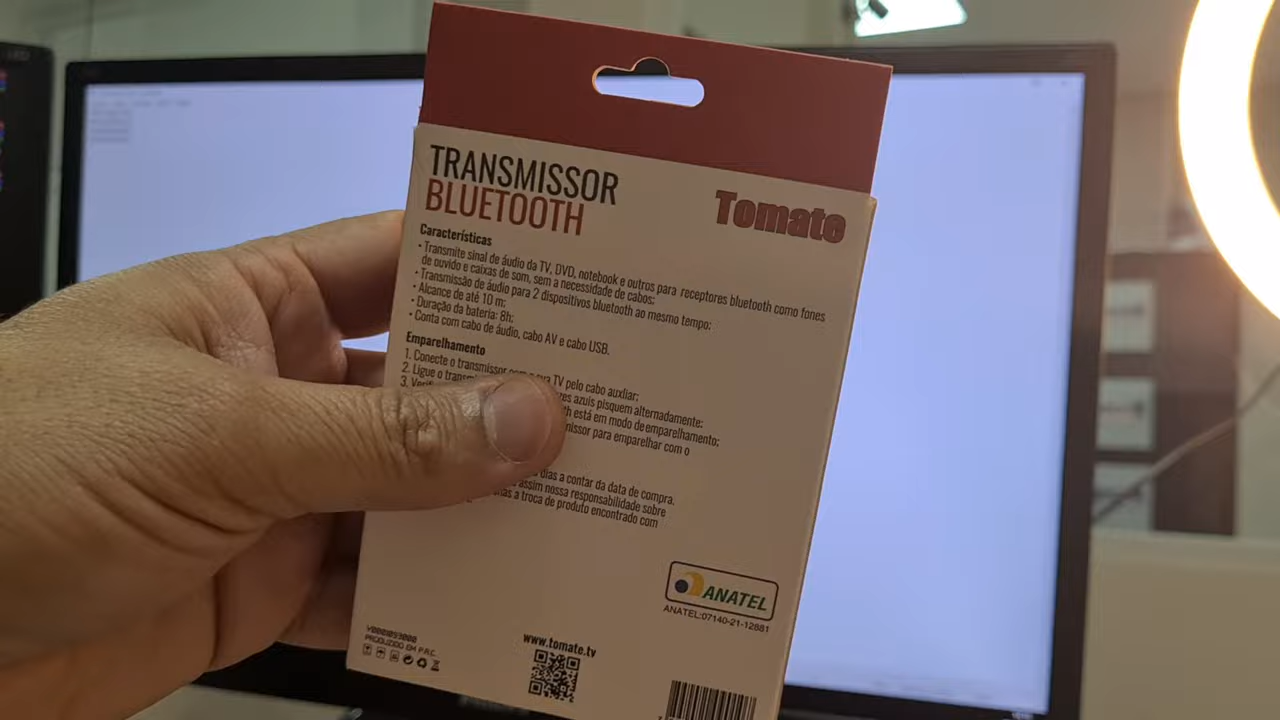 TRANSMISSOR
BLUETOOTH
Tomate
Características
• Transmite sinal de áudio da TV, DVD, notebook e outros para receptores bluetooth como fones
de ouvido e caixas de som, sem a necessidade de cabos;
• Transmissão de áudio para 2 dispositivos bluetooth ao mesmo tempo;
• Alcance de até 10 m;
• Duração da bateria: 8h;
• Conta com cabo de áudio, cabo AV e cabo USB.
Emparelhamento
1. Conecte o transmissor com a sua TV pelo cabo auxiliar;
2. Ligue o azuis pisquem alternadamente;
3. está em modo de emparelhamento;
para emparelhar com o
dias a contar da data de compra.
assim nossa responsabilidade sobre
a troca de produto encontrado com
ANATEL
ANATEL:07140-21-12881
PRODUZIDO EM P.R.C.
www.tomate.tv